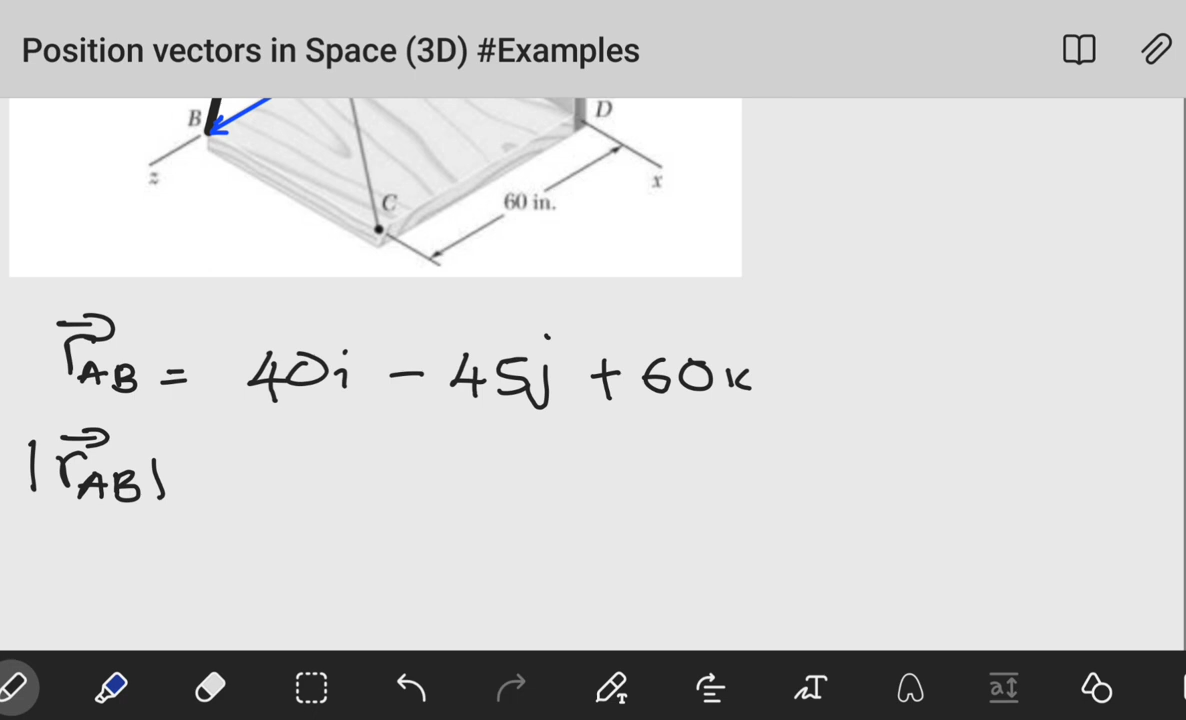 Position vectors in Space (3D) #Examples
B
D
z
x
C
60 in.
r⃗AB = 40i - 45j + 60k
|r⃗AB|